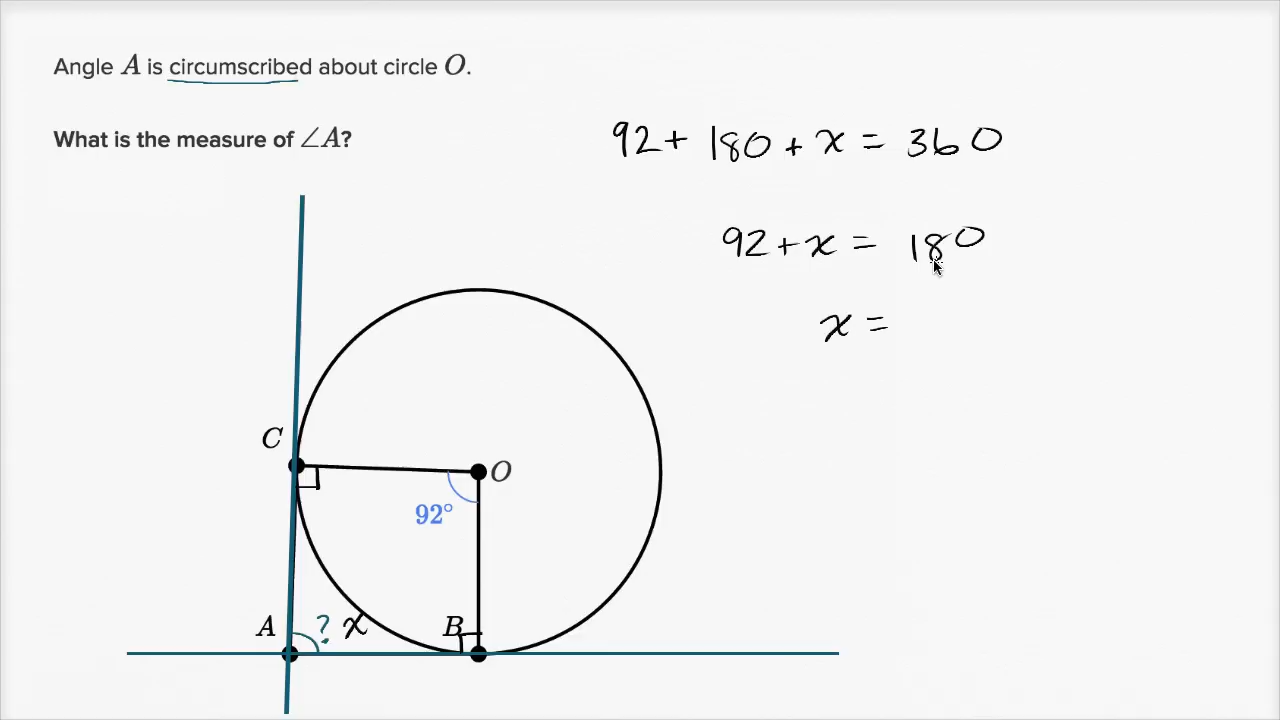 Angle A is circumscribed about circle O.
What is the measure of ∠A?
92 + 180 + x = 360
92 + x = 180
x =
C
O
92°
A
? x
B